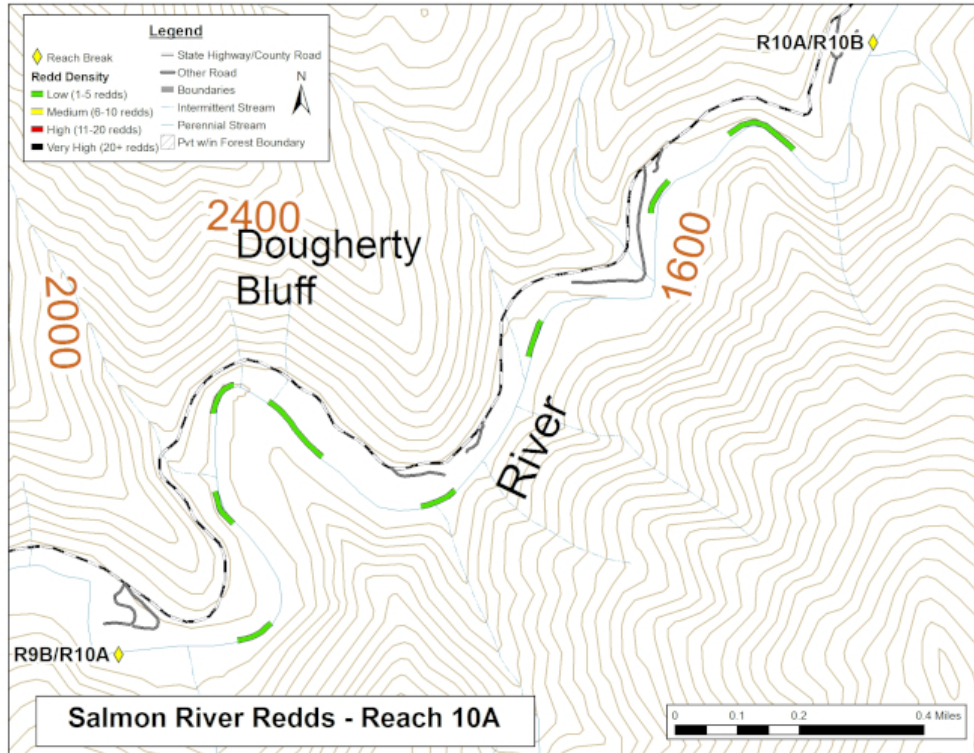 Legend
Reach Break
Redd Density
Low (1-5 redds)
Medium (6-10 redds)
High (11-20 redds)
Very High (20+ redds)
State Highway/County Road
Other Road
Boundaries
Intermittent Stream
Perennial Stream
Pvt w/in Forest Boundary
N
R10A/R10B
2400
Dougherty
Bluff
2000
1600
River
R9B/R10A
Salmon River Redds - Reach 10A
0 0.1 0.2 0.4 Miles